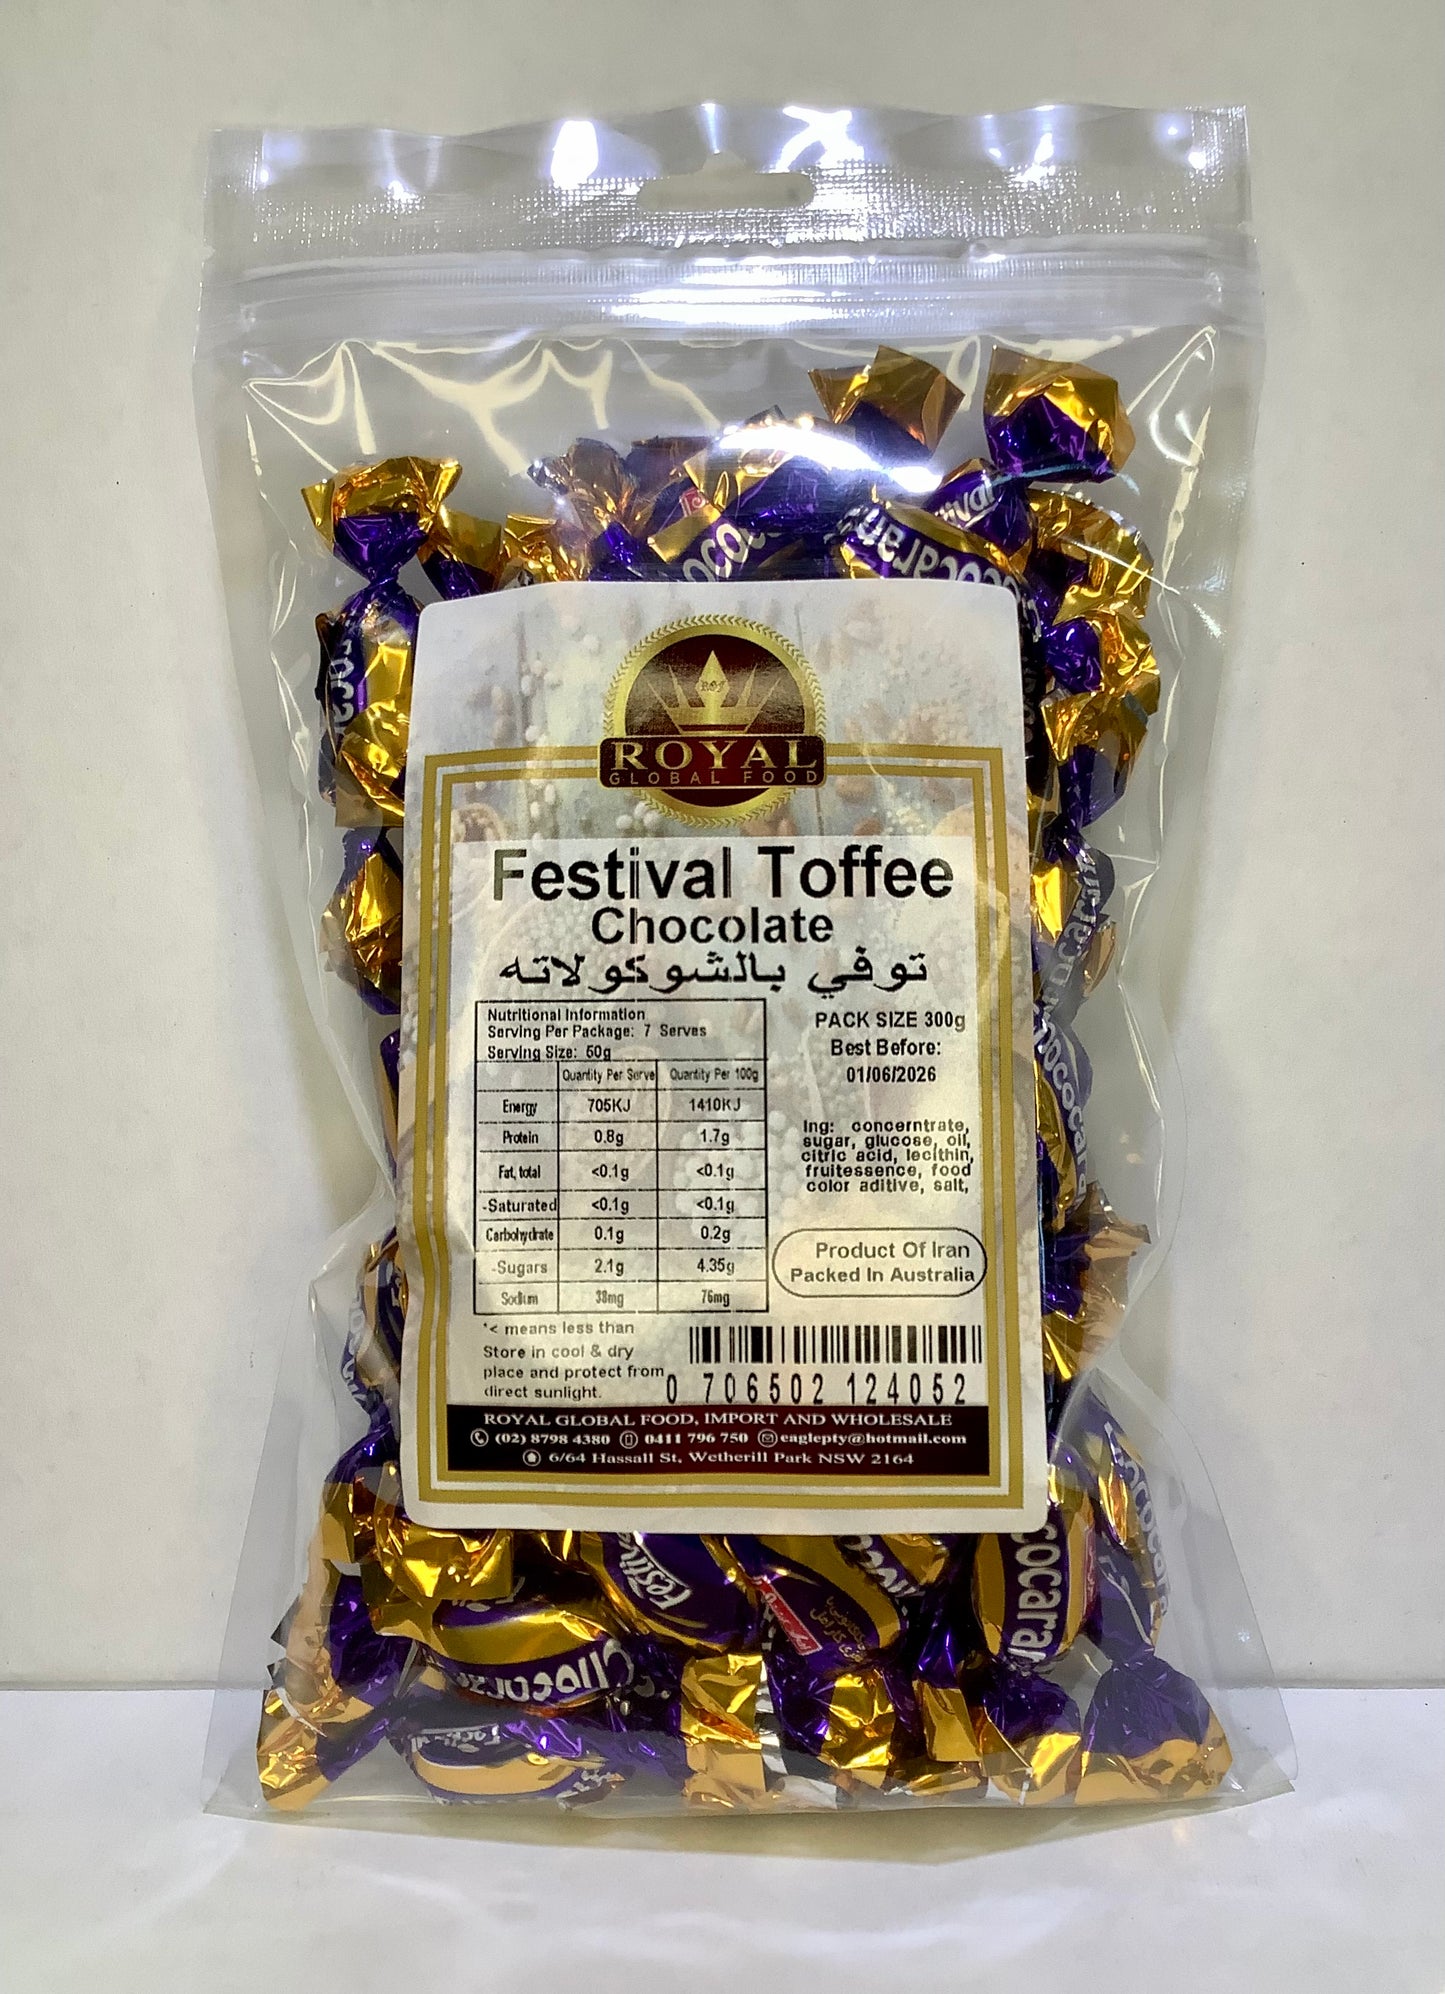 ROYAL
GLOBAL FOOD
Festival Toffee
Chocolate
توفي بالشوكولاته
Nutritional Information
Serving Per Package: 7 Serves
Serving Size: 50g
Quantity Per Serve Quantity Per 100g
Energy 705KJ 1410KJ
Protein 0.8g 1.7g
Fat, total <0.1g <0.1g
-Saturated <0.1g <0.1g
Carbohydrate 0.1g 0.2g
-Sugars 2.1g 4.35g
Sodium 38mg 76mg
*< means less than
Store in cool & dry
place and protect from
direct sunlight.
PACK SIZE 300g
Best Before:
01/06/2026
Ing: concerntrate,
sugar, glucose, oil,
citric acid, lecithin,
fruitessence, food
color aditive, salt,
Product Of Iran
Packed In Australia
0 706502 124052
ROYAL GLOBAL FOOD, IMPORT AND WHOLESALE
(02) 8798 4380 0411 796 750 eaglepty@hotmail.com
6/64 Hassall St, Wetherill Park NSW 2164